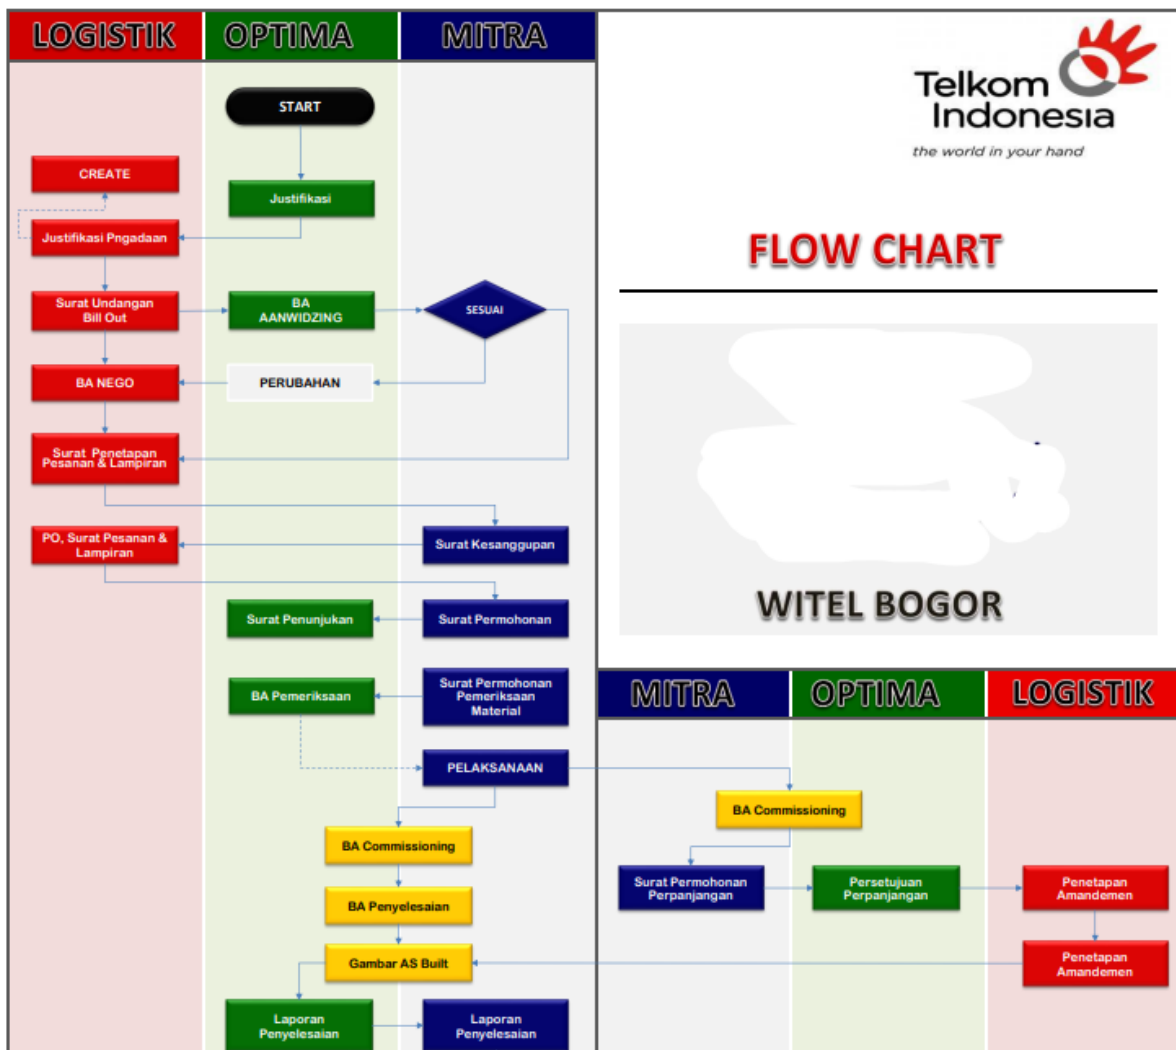 LOGISTIK
OPTIMA
MITRA
START
CREATE
Justifikasi
Justifikasi Pngadaan
Surat Undangan
Bill Out
BA
AANWIDZING
SESUAI
BA NEGO
PERUBAHAN
Surat Penetapan
Pesanan & Lampiran
PO, Surat Pesanan &
Lampiran
Surat Kesanggupan
Surat Penunjukan
Surat Permohonan
BA Pemeriksaan
Surat Permohonan
Pemeriksaan
Material
PELAKSANAAN
BA Commissioning
BA Penyelesaian
Gambar AS Built
Laporan
Penyelesaian
Laporan
Penyelesaian
Telkom
Indonesia
the world in your hand
FLOW CHART
WITEL BOGOR
MITRA
OPTIMA
LOGISTIK
BA Commissioning
Surat Permohonan
Perpanjangan
Persetujuan
Perpanjangan
Penetapan
Amandemen
Penetapan
Amandemen